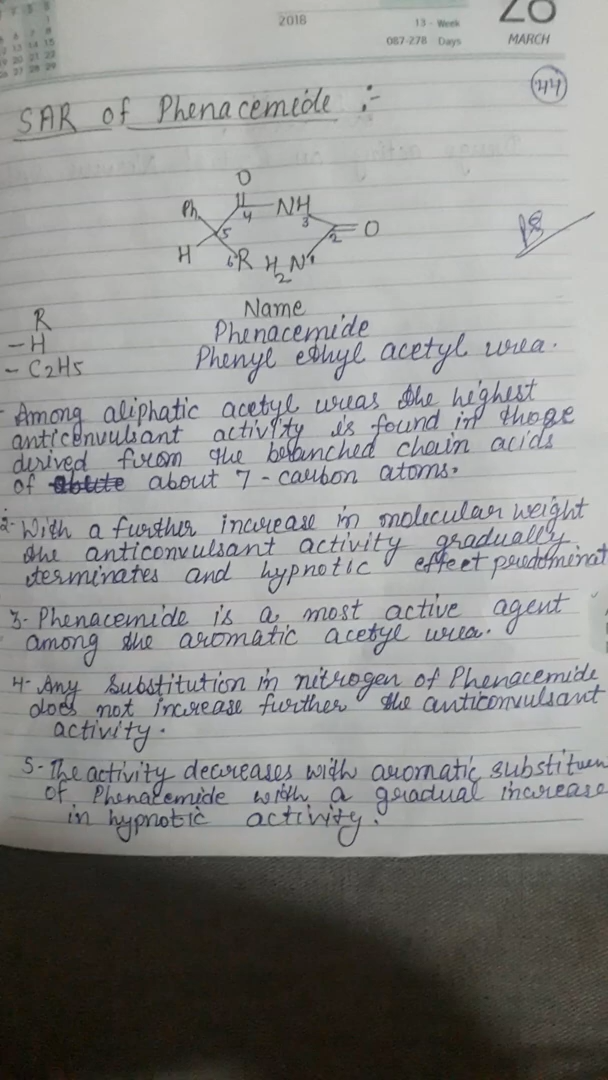 2018
13 - Week
087-278 Days
28
MARCH
44
SAR of Phenacemide :-
O
Ph
4
NH
3
5
2
O
H
6
R
H2N
1
R
Name
-H
Phenacemide
- C2H5
Phenyl ethyl acetyl urea.
- Among aliphatic acetyl ureas the highest
anticonvulsant activity is found in those
derived from the branched chain acids
of about 7-carbon atoms.
2- With a further increase in molecular weight
the anticonvulsant activity gradually
terminates and hypnotic effect predominat
3- Phenacemide is a most active agent
among the aromatic acetyl urea.
4- Any substitution in nitrogen of Phenacemide
does not increase further the anticonvulsant
activity.
5- The activity decreases with aromatic substituen
of Phenacemide with a gradual increase
in hypnotic activity.